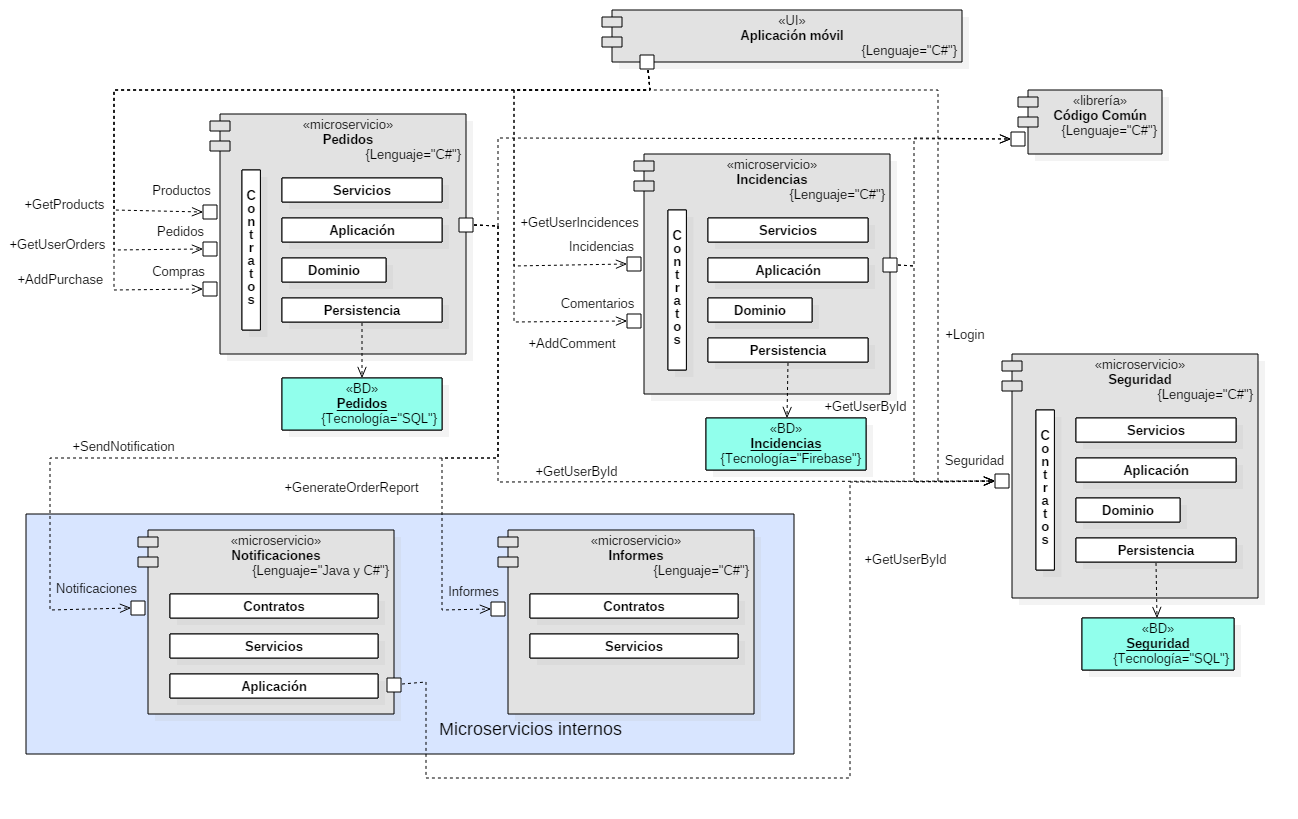 «UI»
Aplicación móvil
{Lenguaje="C#"}
«librería»
Código Común
{Lenguaje="C#"}
«microservicio»
Pedidos
{Lenguaje="C#"}
Contratos
Servicios
Aplicación
Dominio
Persistencia
Productos
+GetProducts
Pedidos
+GetUserOrders
Compras
+AddPurchase
«BD»
Pedidos
{Tecnología="SQL"}
«microservicio»
Incidencias
{Lenguaje="C#"}
Contratos
Servicios
Aplicación
Dominio
Persistencia
+GetUserIncidences
Incidencias
Comentarios
+AddComment
«BD»
Incidencias
{Tecnología="Firebase"}
+GetUserById
+Login
«microservicio»
Seguridad
{Lenguaje="C#"}
Contratos
Servicios
Aplicación
Dominio
Persistencia
Seguridad
«BD»
Seguridad
{Tecnología="SQL"}
+SendNotification
+GetUserById
+GenerateOrderReport
+GetUserById
«microservicio»
Notificaciones
{Lenguaje="Java y C#"}
Contratos
Servicios
Aplicación
Notificaciones
«microservicio»
Informes
{Lenguaje="C#"}
Contratos
Servicios
Informes
Microservicios internos